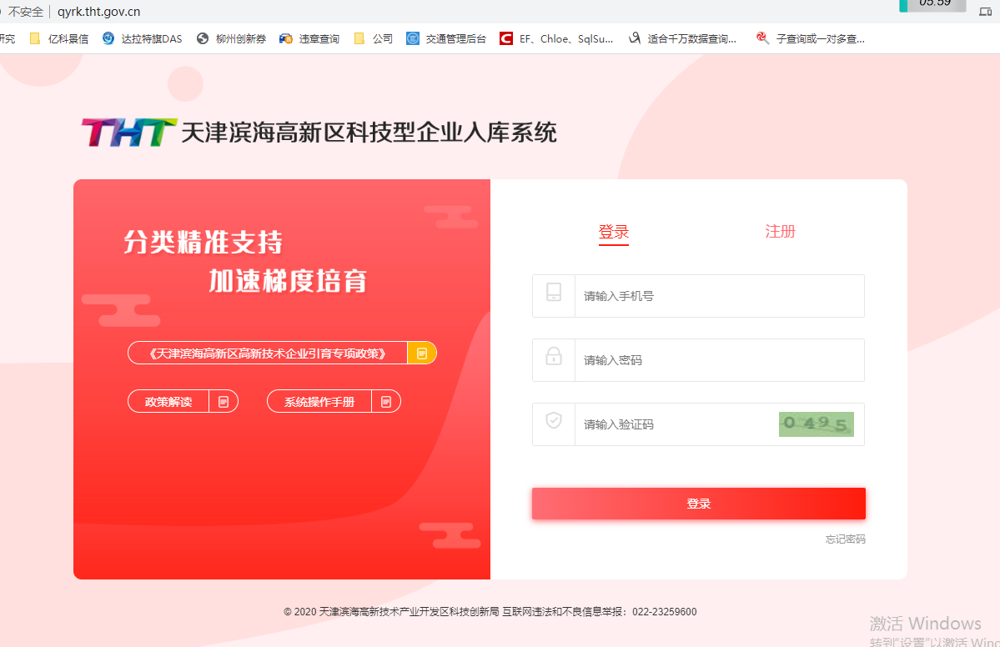 不安全 qyrk.tht.gov.cn 05:59
研究 亿科景信 达拉特旗DAS 柳州创新券 违章查询 公司 交通管理后台 EF、Chloe、SqlSu... 适合千万数据查询... 子查询或一对多查...
THT 天津滨海高新区科技型企业入库系统
分类精准支持
加速梯度培育
《天津滨海高新区高新技术企业引育专项政策》
政策解读 系统操作手册
登录 注册
请输入手机号
请输入密码
请输入验证码 0495
登录
忘记密码
© 2020 天津滨海高新技术产业开发区科技创新局 互联网违法和不良信息举报：022-23259600
激活 Windows
转到"设置"以激活 Wind